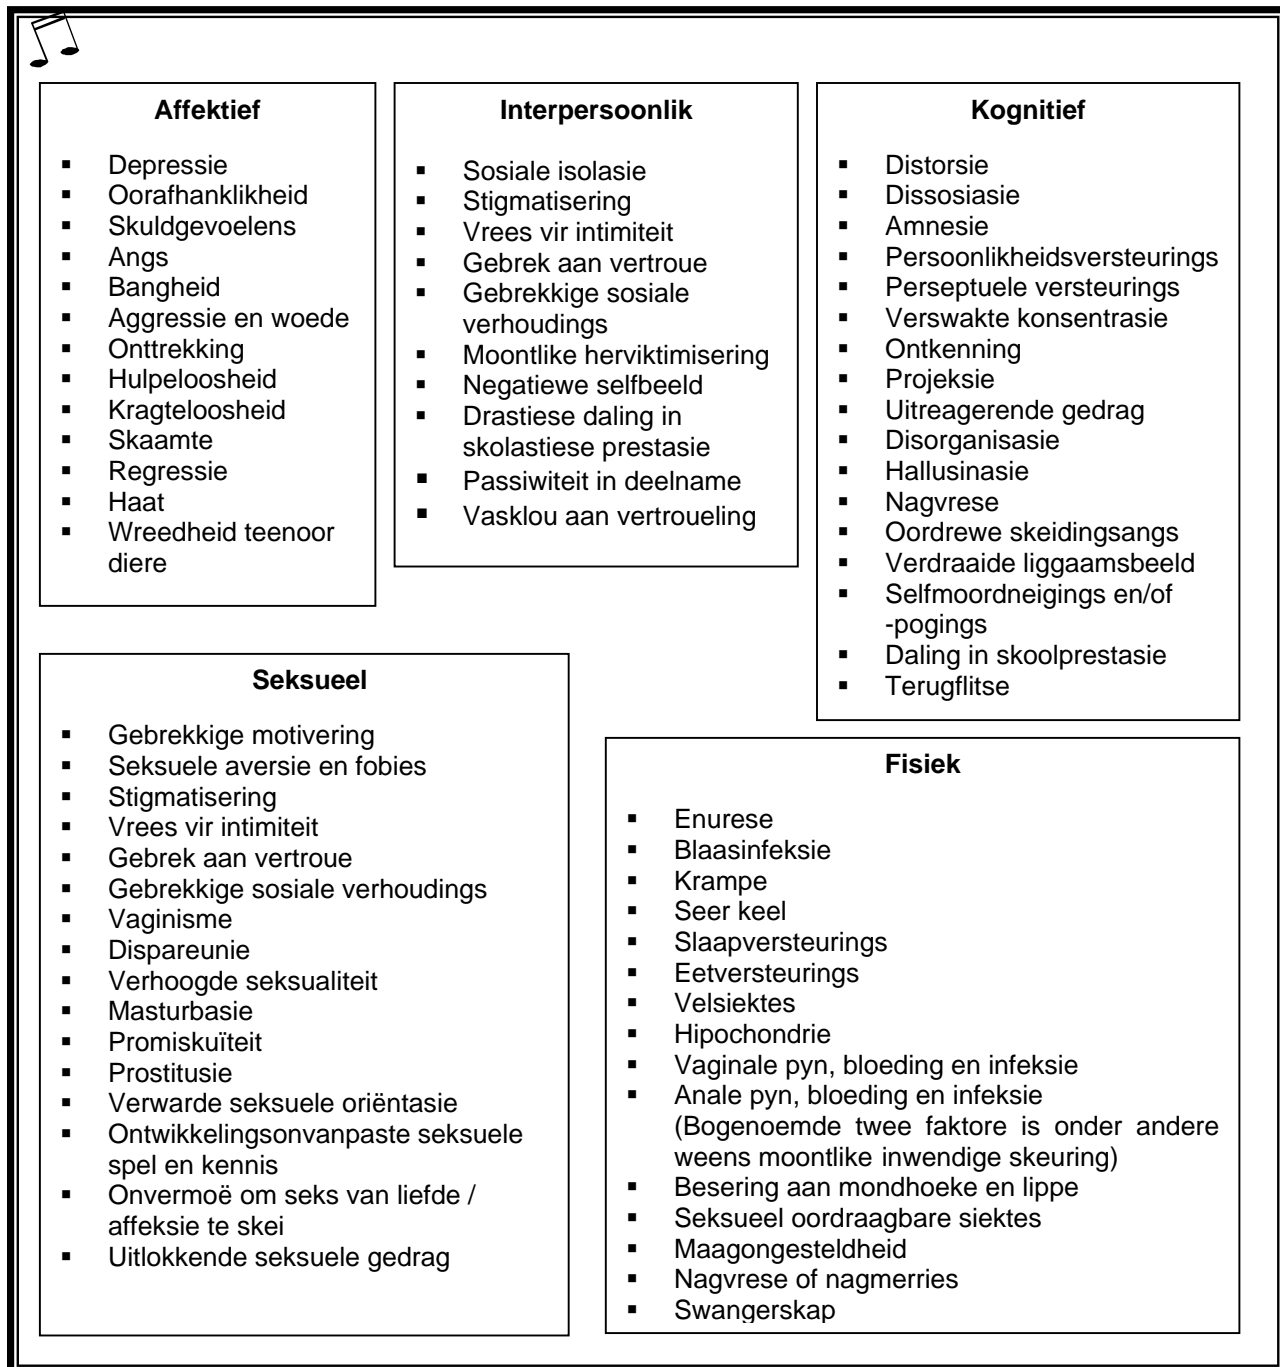 Affektief
▪ Depressie
▪ Oorafhanklikheid
▪ Skuldgevoelens
▪ Angs
▪ Bangheid
▪ Aggressie en woede
▪ Onttrekking
▪ Hulpeloosheid
▪ Kragteloosheid
▪ Skaamte
▪ Regressie
▪ Haat
▪ Wreedheid teenoor
diere
Interpersoonlik
▪ Sosiale isolasie
▪ Stigmatisering
▪ Vrees vir intimiteit
▪ Gebrek aan vertroue
▪ Gebrekkige sosiale
verhoudings
▪ Moontlike herviktimisering
▪ Negatiewe selfbeeld
▪ Drastiese daling in
skolastiese prestasie
▪ Passiwiteit in deelname
▪ Vasklou aan vertroueling
Kognitief
▪ Distorsie
▪ Dissosiasie
▪ Amnesie
▪ Persoonlikheidsversteurings
▪ Perseptuele versteurings
▪ Verswakte konsentrasie
▪ Ontkenning
▪ Projeksie
▪ Uitreagerende gedrag
▪ Disorganisasie
▪ Hallusinasie
▪ Nagvrese
▪ Oordrewe skeidingsangs
▪ Verdraaide liggaamsbeeld
▪ Selfmoordneigings en/of
-pogings
▪ Daling in skoolprestasie
▪ Terugflitse
Seksueel
▪ Gebrekkige motivering
▪ Seksuele aversie en fobies
▪ Stigmatisering
▪ Vrees vir intimiteit
▪ Gebrek aan vertroue
▪ Gebrekkige sosiale verhoudings
▪ Vaginisme
▪ Dispareunie
▪ Verhoogde seksualiteit
▪ Masturbasie
▪ Promiskuïteit
▪ Prostitusie
▪ Verwarde seksuele oriëntasie
▪ Ontwikkelingsonvanpaste seksuele
spel en kennis
▪ Onvermoë om seks van liefde /
affeksie te skei
▪ Uitlokkende seksuele gedrag
Fisiek
▪ Enurese
▪ Blaasinfeksie
▪ Krampe
▪ Seer keel
▪ Slaapversteurings
▪ Eetversteurings
▪ Velsiektes
▪ Hipochondrie
▪ Vaginale pyn, bloeding en infeksie
▪ Anale pyn, bloeding en infeksie
(Bogenoemde twee faktore is onder andere
weens moontlike inwendige skeuring)
▪ Besering aan mondhoeke en lippe
▪ Seksueel oordraagbare siektes
▪ Maagongesteldheid
▪ Nagvrese of nagmerries
▪ Swangerskap